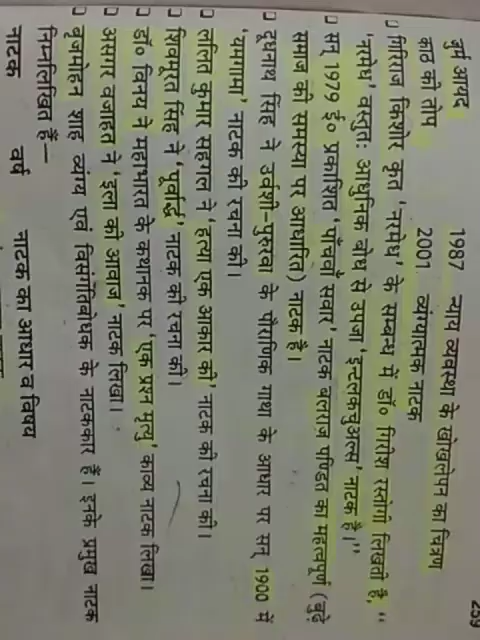 259
जुर्म आयद 1987 न्याय व्यवस्था के खोखलेपन का चित्रण
काठ की तोप 2001 व्यंग्यात्मक नाटक
गिरिराज किशोर कृत 'नरमेध' के सम्बन्ध में डॉ० गिरीश रस्तोगी लिखती हैं, "
'नरमेध' वस्तुतः आधुनिक बोध से उपजा 'इन्टलेक्चुअल्स' नाटक है।"
सन् 1979 ई० प्रकाशित 'पाँचवाँ सवार' नाटक बलराज पण्डित का महत्वपूर्ण (बुर्ज़
समाज की समस्या पर आधारित) नाटक है।
दूधनाथ सिंह ने उर्वशी-पुरुरवा के पौराणिक गाथा के आधार पर सन् 1900 में
'यमगाथा' नाटक की रचना की।
ललित कुमार सहगल ने 'हत्या एक आकार की' नाटक की रचना की।
शिवमूरत सिंह ने 'पूर्वार्द्ध' नाटक की रचना की।
डॉ० विनय ने महाभारत के कथानक पर 'एक प्रश्न मृत्यु' काव्य नाटक लिखा।
असगर वजाहत ने 'इन्ना की आवाज' नाटक लिखा।
बृजमोहन शाह व्यंग्य एवं विसंगतिबोधक के नाटककार हैं। इनके प्रमुख नाटक
निम्नलिखित हैं–
नाटक वर्ष नाटक का आधार व विषय